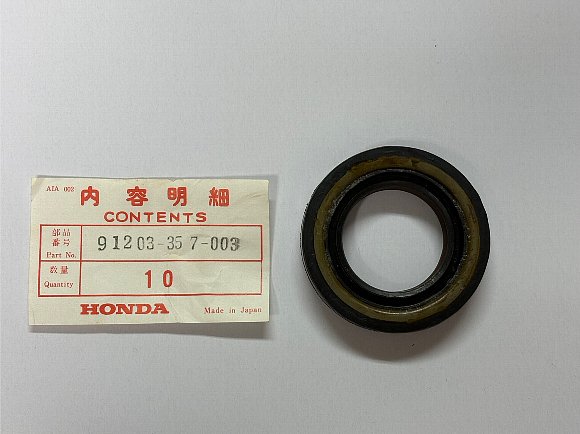 AIA 002
内容明細
CONTENTS
部品
番号
Part No.
91203-357-003
数量
Quantity
10
HONDA Made in Japan